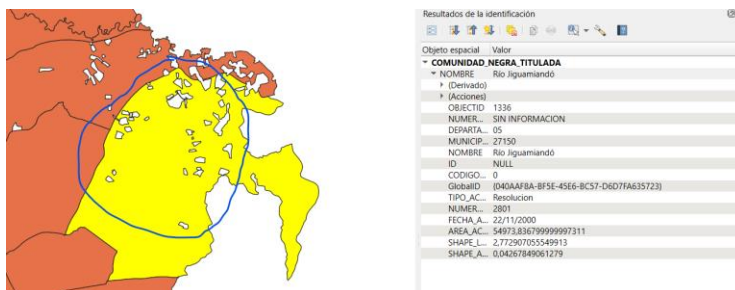 Resultados de la identificación
Objeto espacial Valor
COMUNIDAD_NEGRA_TITULADA
NOMBRE Río Jiguamiandó
(Derivado)
(Acciones)
OBJECTID 1336
NUMER... SIN INFORMACION
DEPARTA... 05
MUNICIP... 27150
NOMBRE Río Jiguamiandó
ID NULL
CODIGO... 0
GlobalID {040AAF8A-8F5E-45E6-BC57-D6D7FA635723}
TIPO_AC... Resolucion
NUMER... 2801
FECHA_A... 22/11/2000
AREA_AC... 54973,836799999997311
SHAPE_L... 2,772907055549913
SHAPE_A... 0,04267849061279